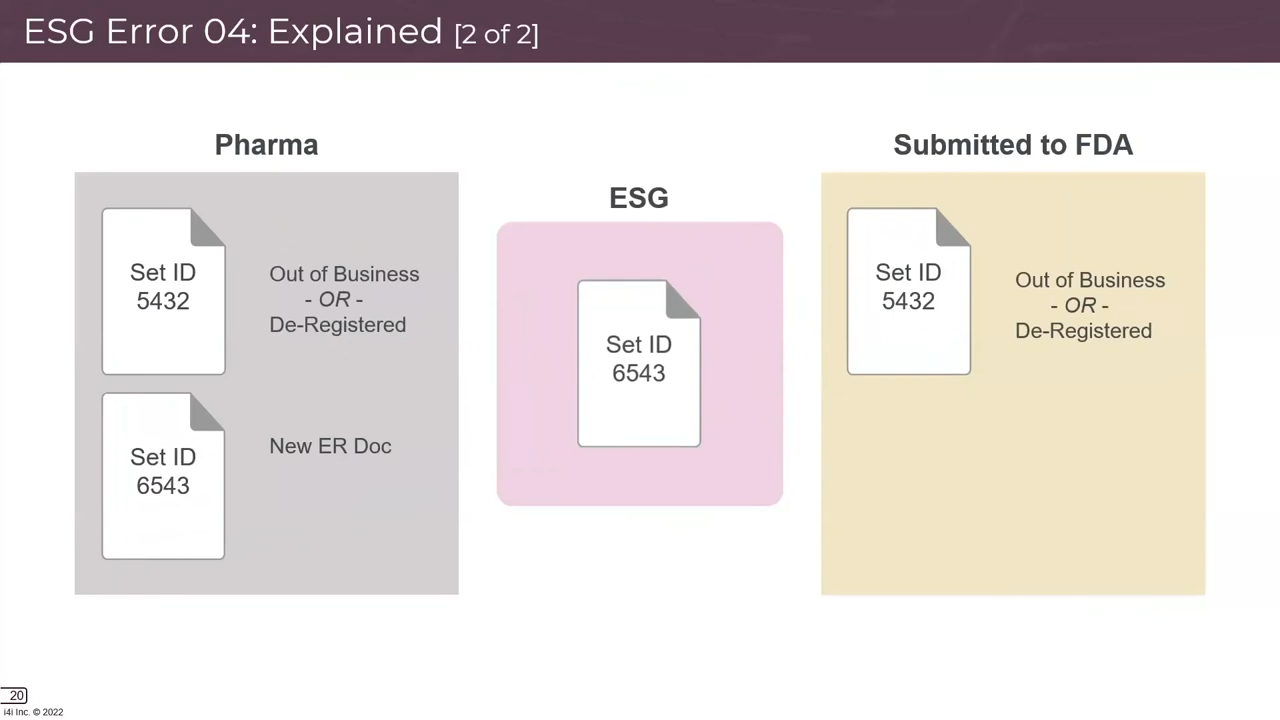 ESG Error 04: Explained [2 of 2]
Pharma
Set ID
5432
Out of Business
- OR -
De-Registered
Set ID
6543
New ER Doc
ESG
Set ID
6543
Submitted to FDA
Set ID
5432
Out of Business
- OR -
De-Registered
20
i4i Inc. © 2022